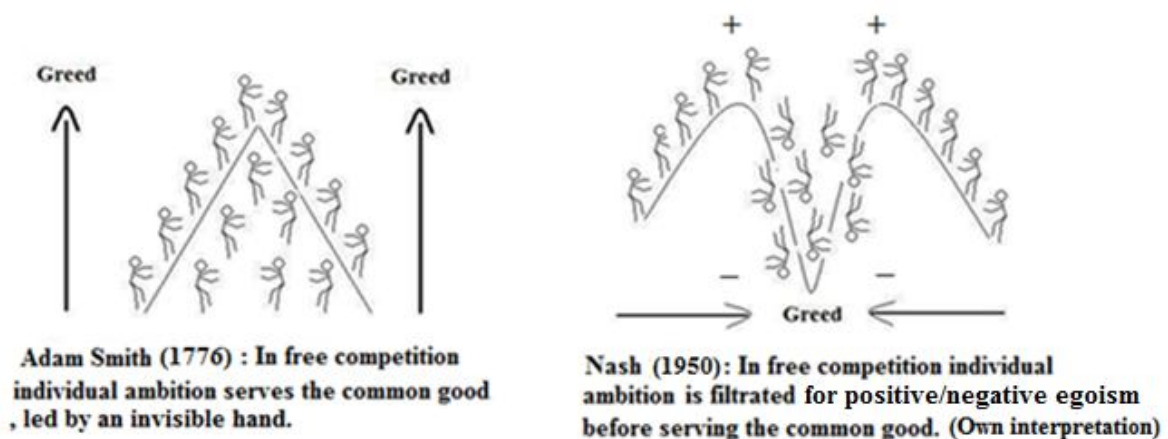 Greed
Greed
Adam Smith (1776) : In free competition
individual ambition serves the common good
, led by an invisible hand.
+ +
− −
Greed
Nash (1950): In free competition individual
ambition is filtrated for positive/negative egoism
before serving the common good. (Own interpretation)